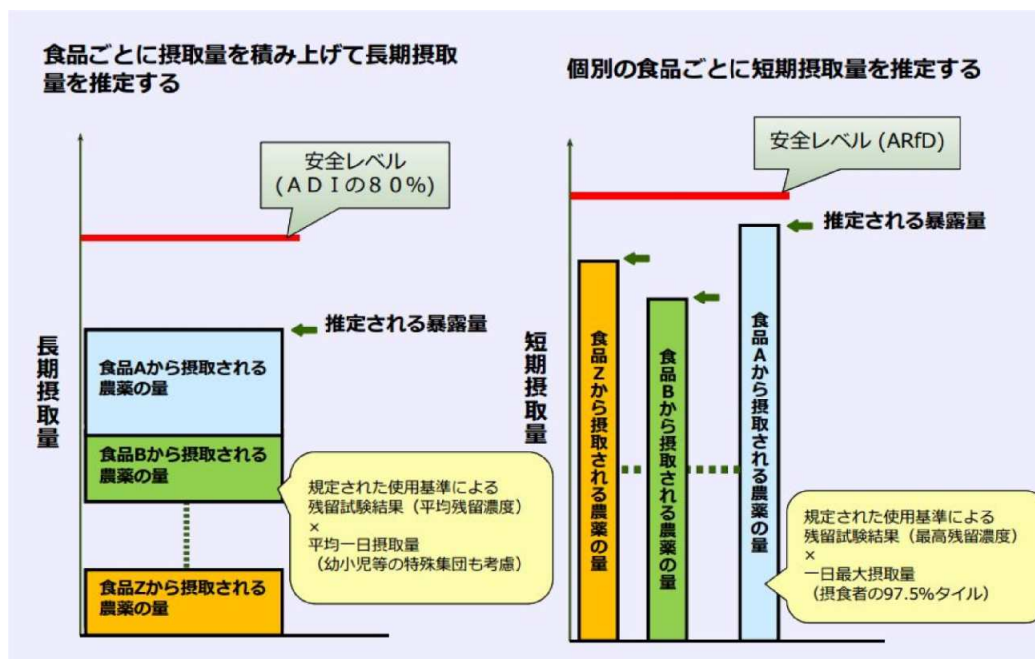 食品ごとに摂取量を積み上げて長期摂取
量を推定する
安全レベル
(ＡＤＩの８０%)
長期摂取量
推定される暴露量
食品Aから摂取される
農薬の量
食品Bから摂取される
農薬の量
食品Zから摂取される
農薬の量
規定された使用基準による
残留試験結果（平均残留濃度）
×
平均一日摂取量
（幼小児等の特殊集団も考慮）
個別の食品ごとに短期摂取量を推定する
安全レベル (ARfD)
短期摂取量
推定される暴露量
食品Zから摂取される農薬の量
食品Bから摂取される農薬の量
食品Aから摂取される農薬の量
規定された使用基準による
残留試験結果（最高残留濃度）
×
一日最大摂取量
（摂食者の97.5%タイル）